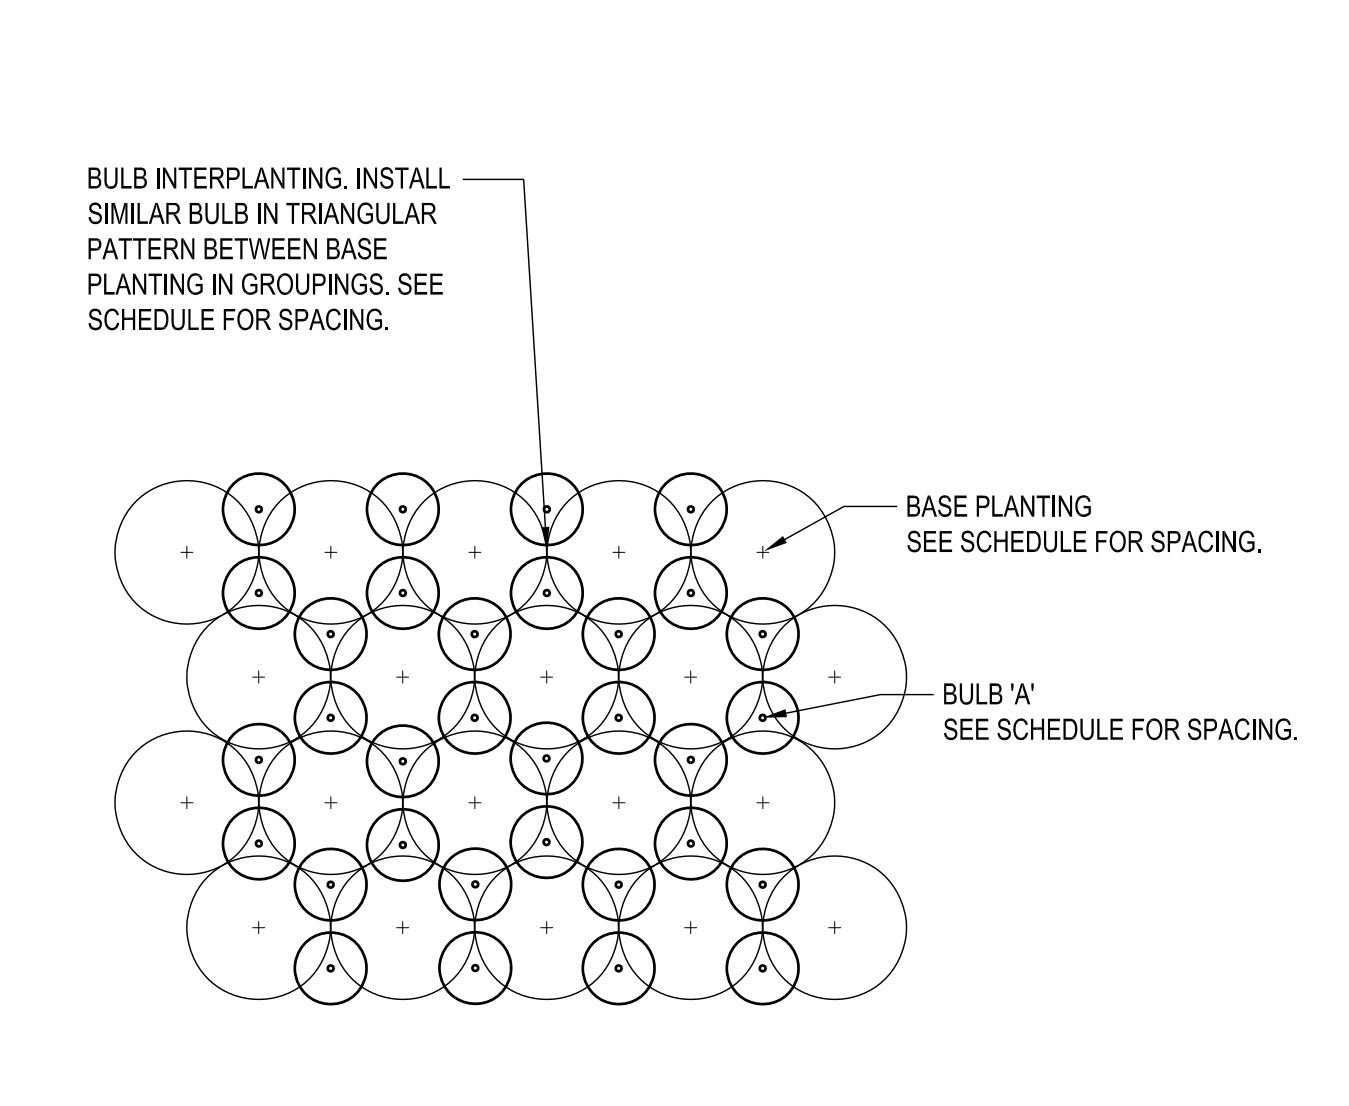 BULB INTERPLANTING. INSTALL
SIMILAR BULB IN TRIANGULAR
PATTERN BETWEEN BASE
PLANTING IN GROUPINGS. SEE
SCHEDULE FOR SPACING.
BASE PLANTING
SEE SCHEDULE FOR SPACING.
BULB 'A'
SEE SCHEDULE FOR SPACING.